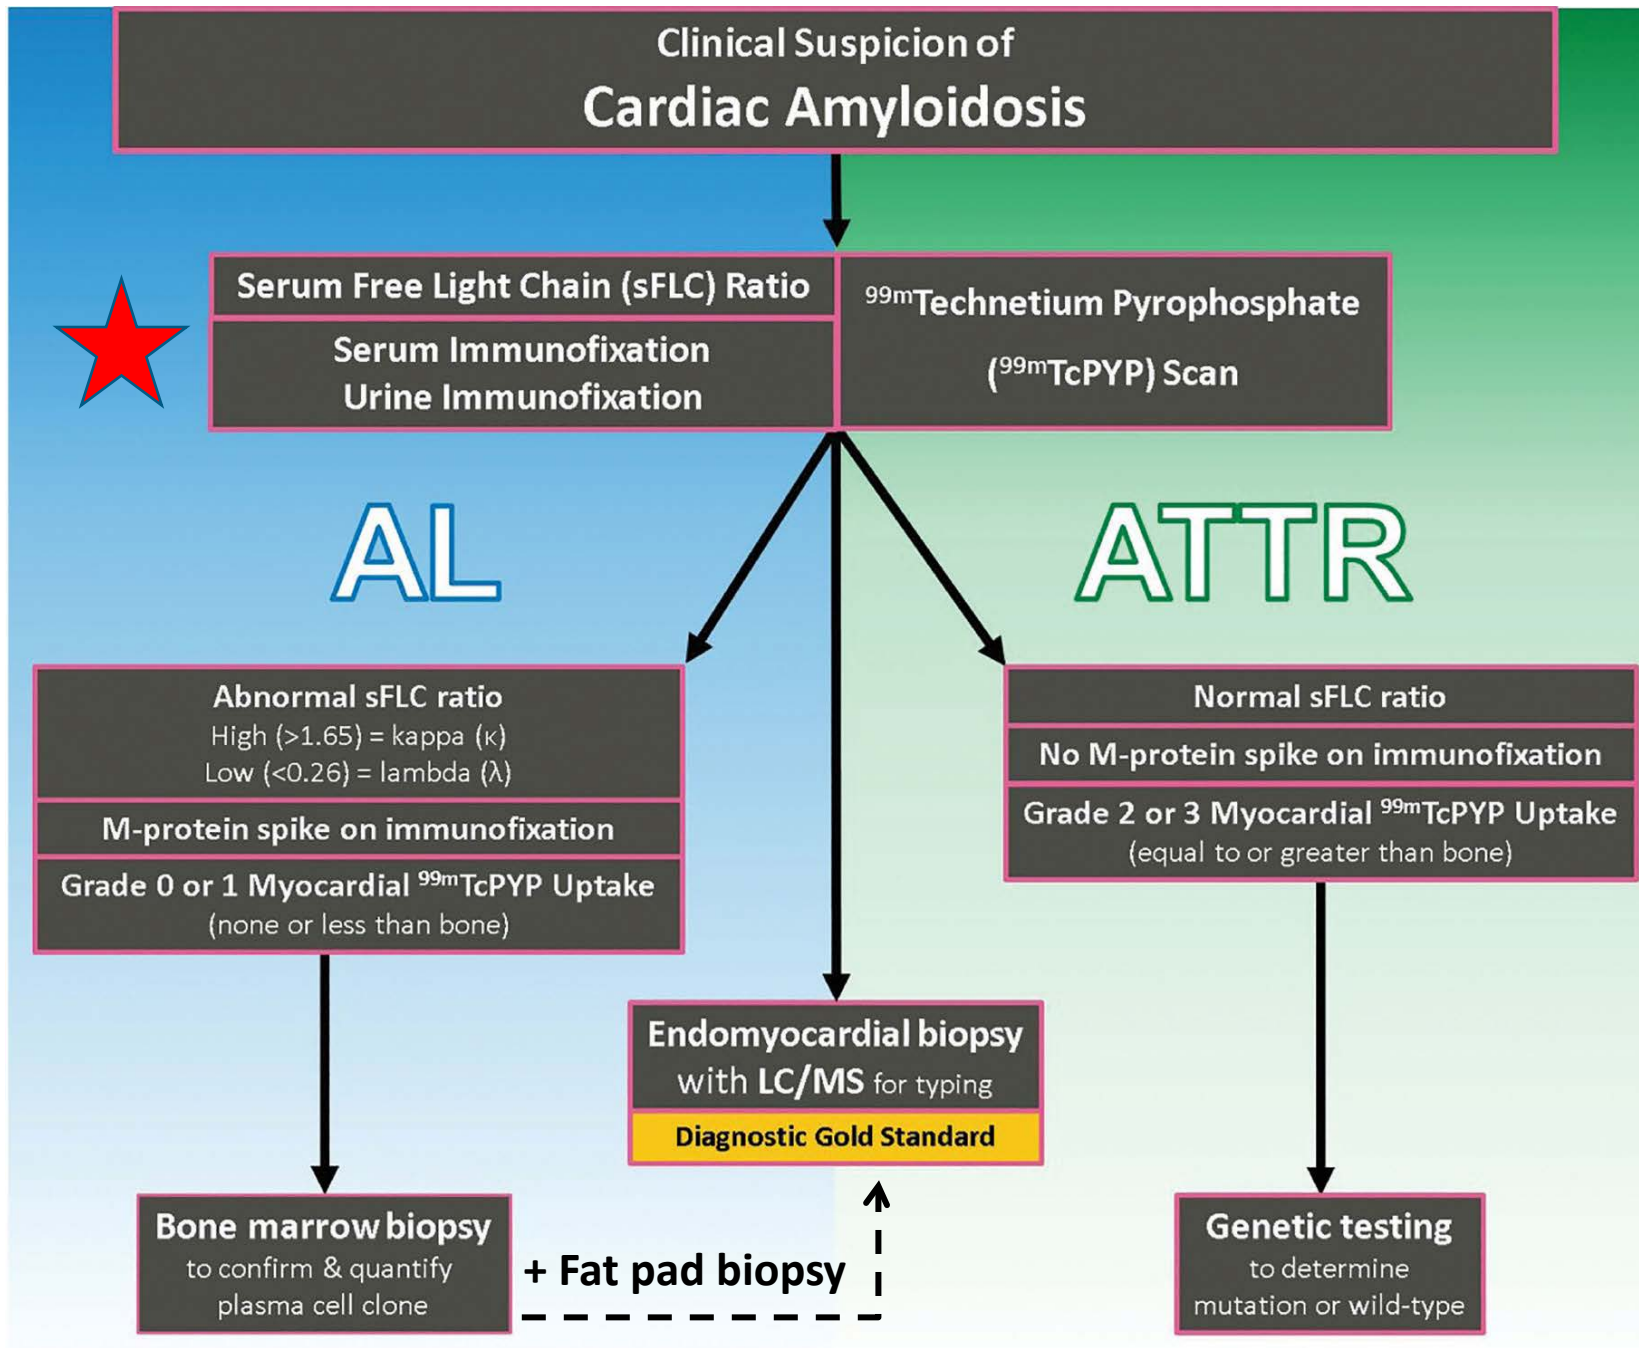 Clinical Suspicion of
Cardiac Amyloidosis
Serum Free Light Chain (sFLC) Ratio
Serum Immunofixation
Urine Immunofixation
99mTechnetium Pyrophosphate
(99mTcPYP) Scan
AL
ATTR
Abnormal sFLC ratio
High (>1.65) = kappa (κ)
Low (<0.26) = lambda (λ)
M-protein spike on immunofixation
Grade 0 or 1 Myocardial 99mTcPYP Uptake
(none or less than bone)
Normal sFLC ratio
No M-protein spike on immunofixation
Grade 2 or 3 Myocardial 99mTcPYP Uptake
(equal to or greater than bone)
Endomyocardial biopsy
with LC/MS for typing
Diagnostic Gold Standard
Bone marrow biopsy
to confirm & quantify
plasma cell clone
+ Fat pad biopsy
Genetic testing
to determine
mutation or wild-type